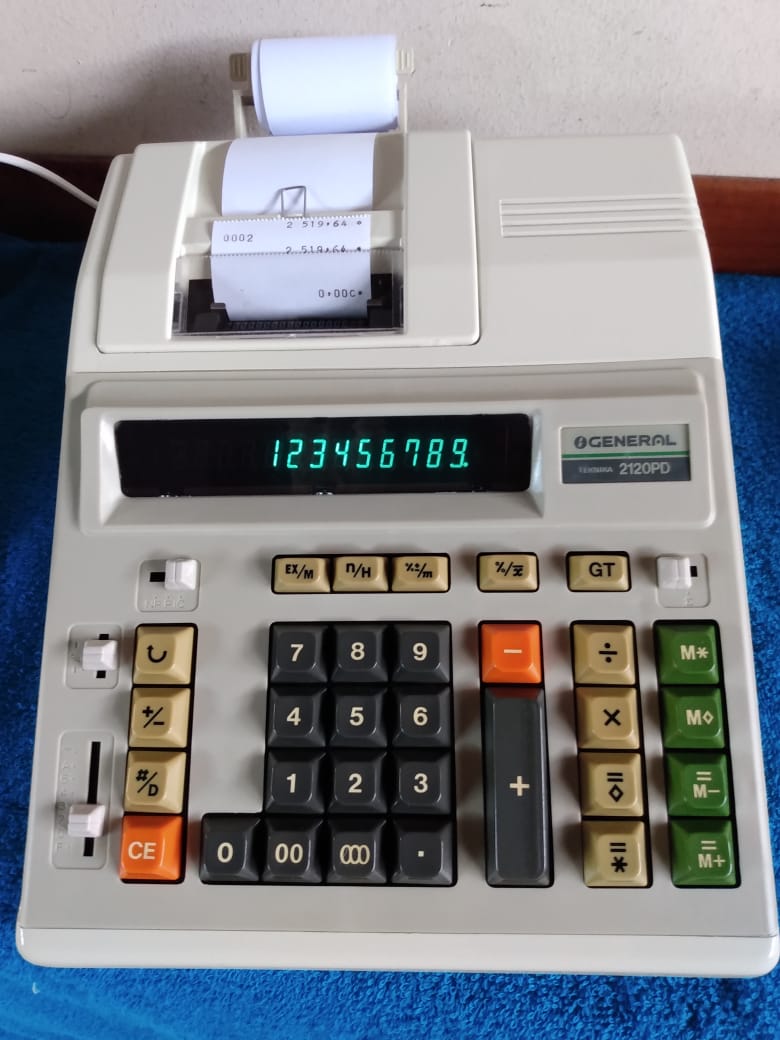 2 519,64 *
0002
2 519,64 *
0,00C*
123456789.
GENERAL
TEKNIKA 2120PD
EX/M n/H %±/m %/x̄ GT
7 8 9 − ÷ M*
+/− 4 5 6 × M◊
#/D 1 2 3 + =◊ =M−
CE 0 00 000 . =* =M+